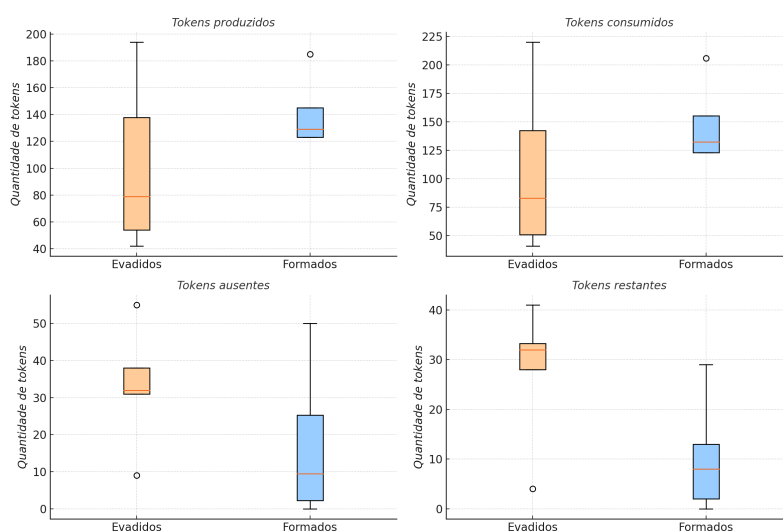 Tokens produzidos
Quantidade de tokens
200
180
160
140
120
100
80
60
40
Evadidos
Formados
Tokens consumidos
Quantidade de tokens
225
200
175
150
125
100
75
50
Evadidos
Formados
Tokens ausentes
Quantidade de tokens
50
40
30
20
10
0
Evadidos
Formados
Tokens restantes
Quantidade de tokens
40
30
20
10
0
Evadidos
Formados